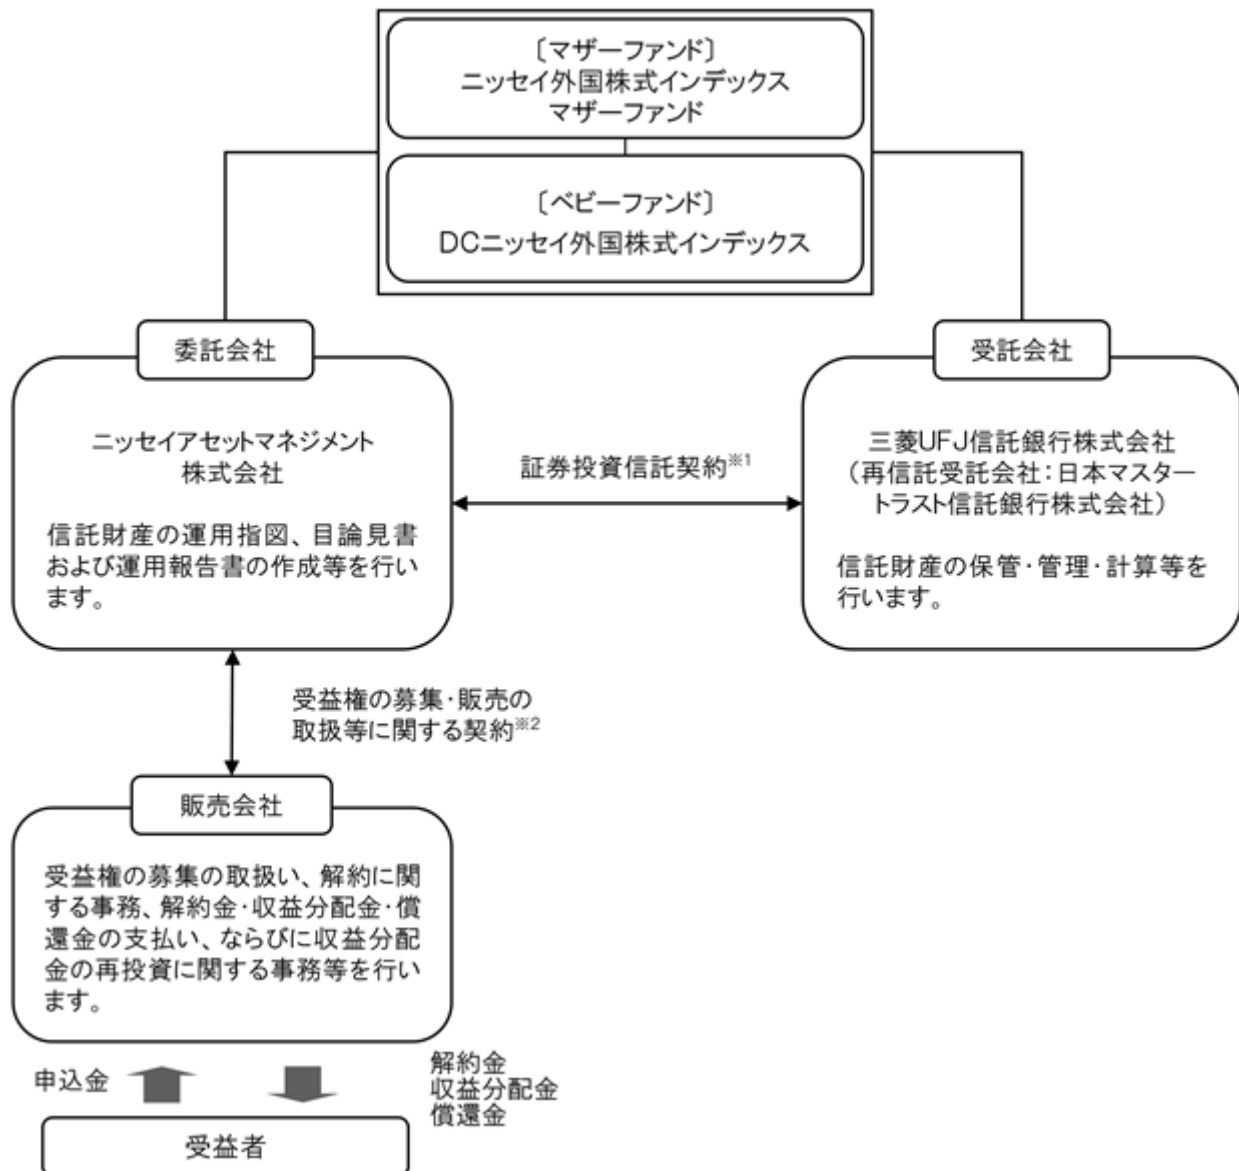 〔マザーファンド〕
ニッセイ外国株式インデックス
マザーファンド
〔ベビーファンド〕
DCニッセイ外国株式インデックス
委託会社
ニッセイアセットマネジメント
株式会社
信託財産の運用指図、目論見書
および運用報告書の作成等を行い
ます。
証券投資信託契約※1
受託会社
三菱UFJ信託銀行株式会社
（再信託受託会社：日本マスター
トラスト信託銀行株式会社）
信託財産の保管・管理・計算等を
行います。
受益権の募集・販売の
取扱等に関する契約※2
販売会社
受益権の募集の取扱い、解約に関
する事務、解約金・収益分配金・償
還金の支払い、ならびに収益分配
金の再投資に関する事務等を行い
ます。
申込金
解約金
収益分配金
償還金
受益者